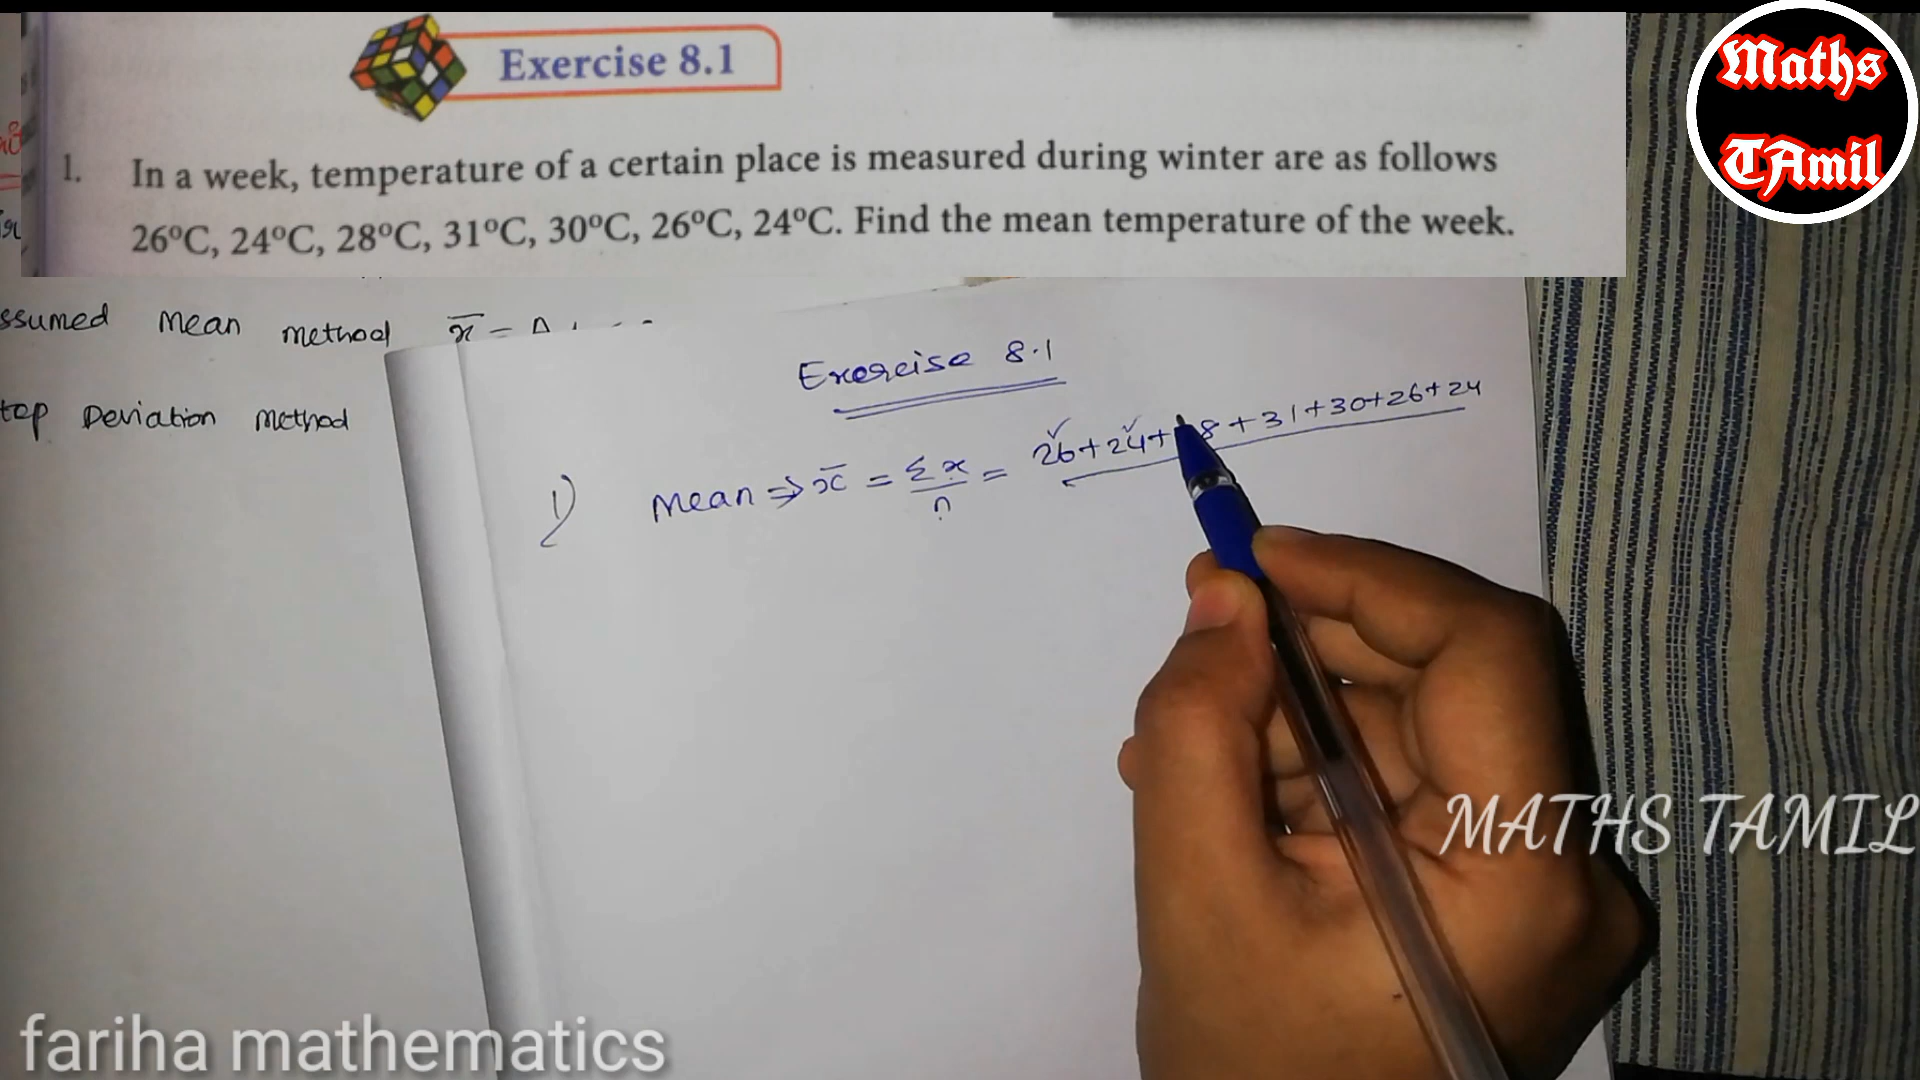 Exercise 8.1
1. In a week, temperature of a certain place is measured during winter are as follows
26°C, 24°C, 28°C, 31°C, 30°C, 26°C, 24°C. Find the mean temperature of the week.
Maths
TAmil
ssumed Mean method x̄ =
tep Deviation method
Exercise 8.1
1) Mean ⇒ x̄ = Σx/n = 26+24+ 8+31+30+26+24
MATHS TAMIL
fariha mathematics